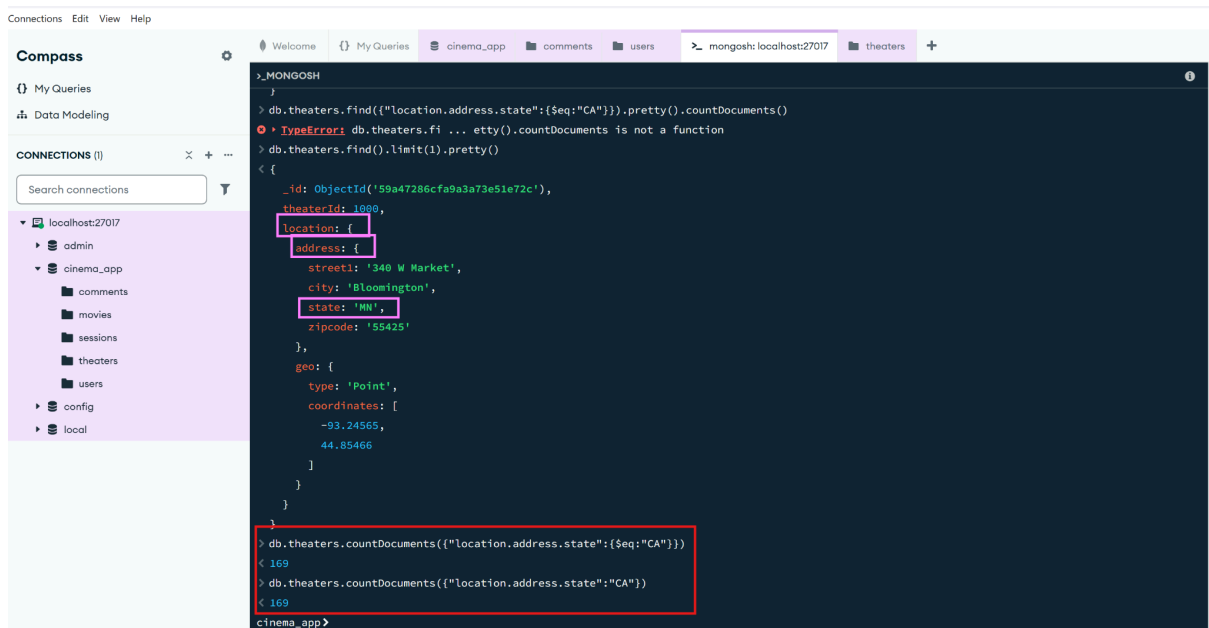 Connections Edit View Help
Compass
My Queries
Data Modeling
CONNECTIONS (1)
Search connections
localhost:27017
admin
cinema_app
comments
movies
sessions
theaters
users
config
local
Welcome {} My Queries cinema_app comments users >_ mongosh: localhost:27017 theaters +
>_MONGOSH
}
> db.theaters.find({"location.address.state":{$eq:"CA"}}).pretty().countDocuments()
TypeError: db.theaters.fi ... etty().countDocuments is not a function
> db.theaters.find().limit(1).pretty()
< {
_id: ObjectId('59a47286cfa9a3a73e51e72c'),
theaterId: 1000,
location: {
address: {
street1: '340 W Market',
city: 'Bloomington',
state: 'MN',
zipcode: '55425'
},
geo: {
type: 'Point',
coordinates: [
-93.24565,
44.85466
]
}
}
}
> db.theaters.countDocuments({"location.address.state":{$eq:"CA"}})
< 169
> db.theaters.countDocuments({"location.address.state":"CA"})
< 169
cinema_app>